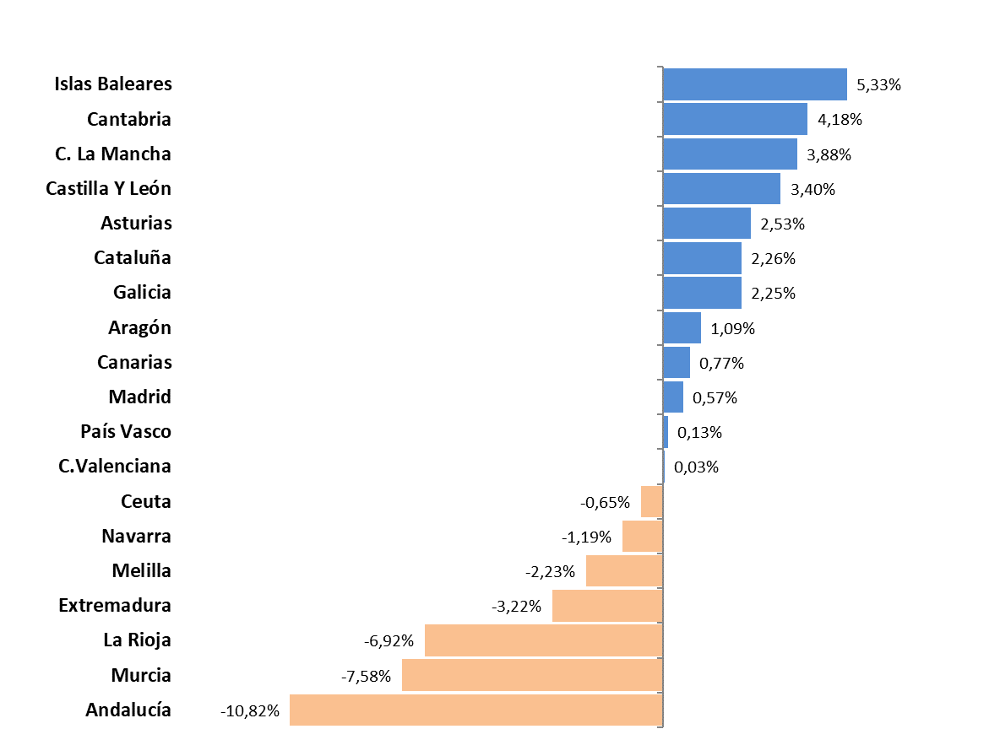 Islas Baleares 5,33%
Cantabria 4,18%
C. La Mancha 3,88%
Castilla Y León 3,40%
Asturias 2,53%
Cataluña 2,26%
Galicia 2,25%
Aragón 1,09%
Canarias 0,77%
Madrid 0,57%
País Vasco 0,13%
C.Valenciana 0,03%
Ceuta -0,65%
Navarra -1,19%
Melilla -2,23%
Extremadura -3,22%
La Rioja -6,92%
Murcia -7,58%
Andalucía -10,82%